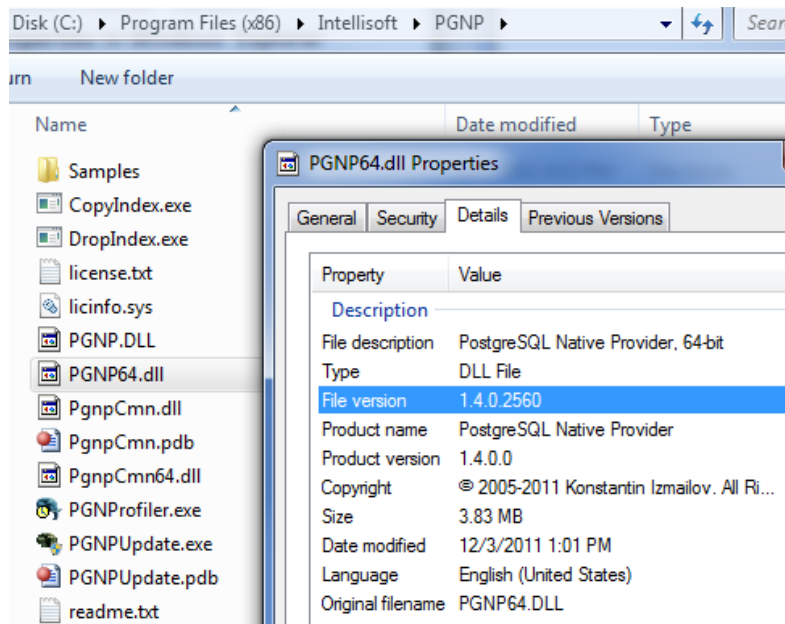 Disk (C:) ▸ Program Files (x86) ▸ Intellisoft ▸ PGNP ▸
Sear
urn New folder
Name Date modified Type
Samples
CopyIndex.exe
DropIndex.exe
license.txt
licinfo.sys
PGNP.DLL
PGNP64.dll
PgnpCmn.dll
PgnpCmn.pdb
PgnpCmn64.dll
PGNProfiler.exe
PGNPUpdate.exe
PGNPUpdate.pdb
readme.txt
PGNP64.dll Properties
General Security Details Previous Versions
Property Value
Description
File description PostgreSQL Native Provider, 64-bit
Type DLL File
File version 1.4.0.2560
Product name PostgreSQL Native Provider
Product version 1.4.0.0
Copyright © 2005-2011 Konstantin Izmailov. All Ri...
Size 3.83 MB
Date modified 12/3/2011 1:01 PM
Language English (United States)
Original filename PGNP64.DLL